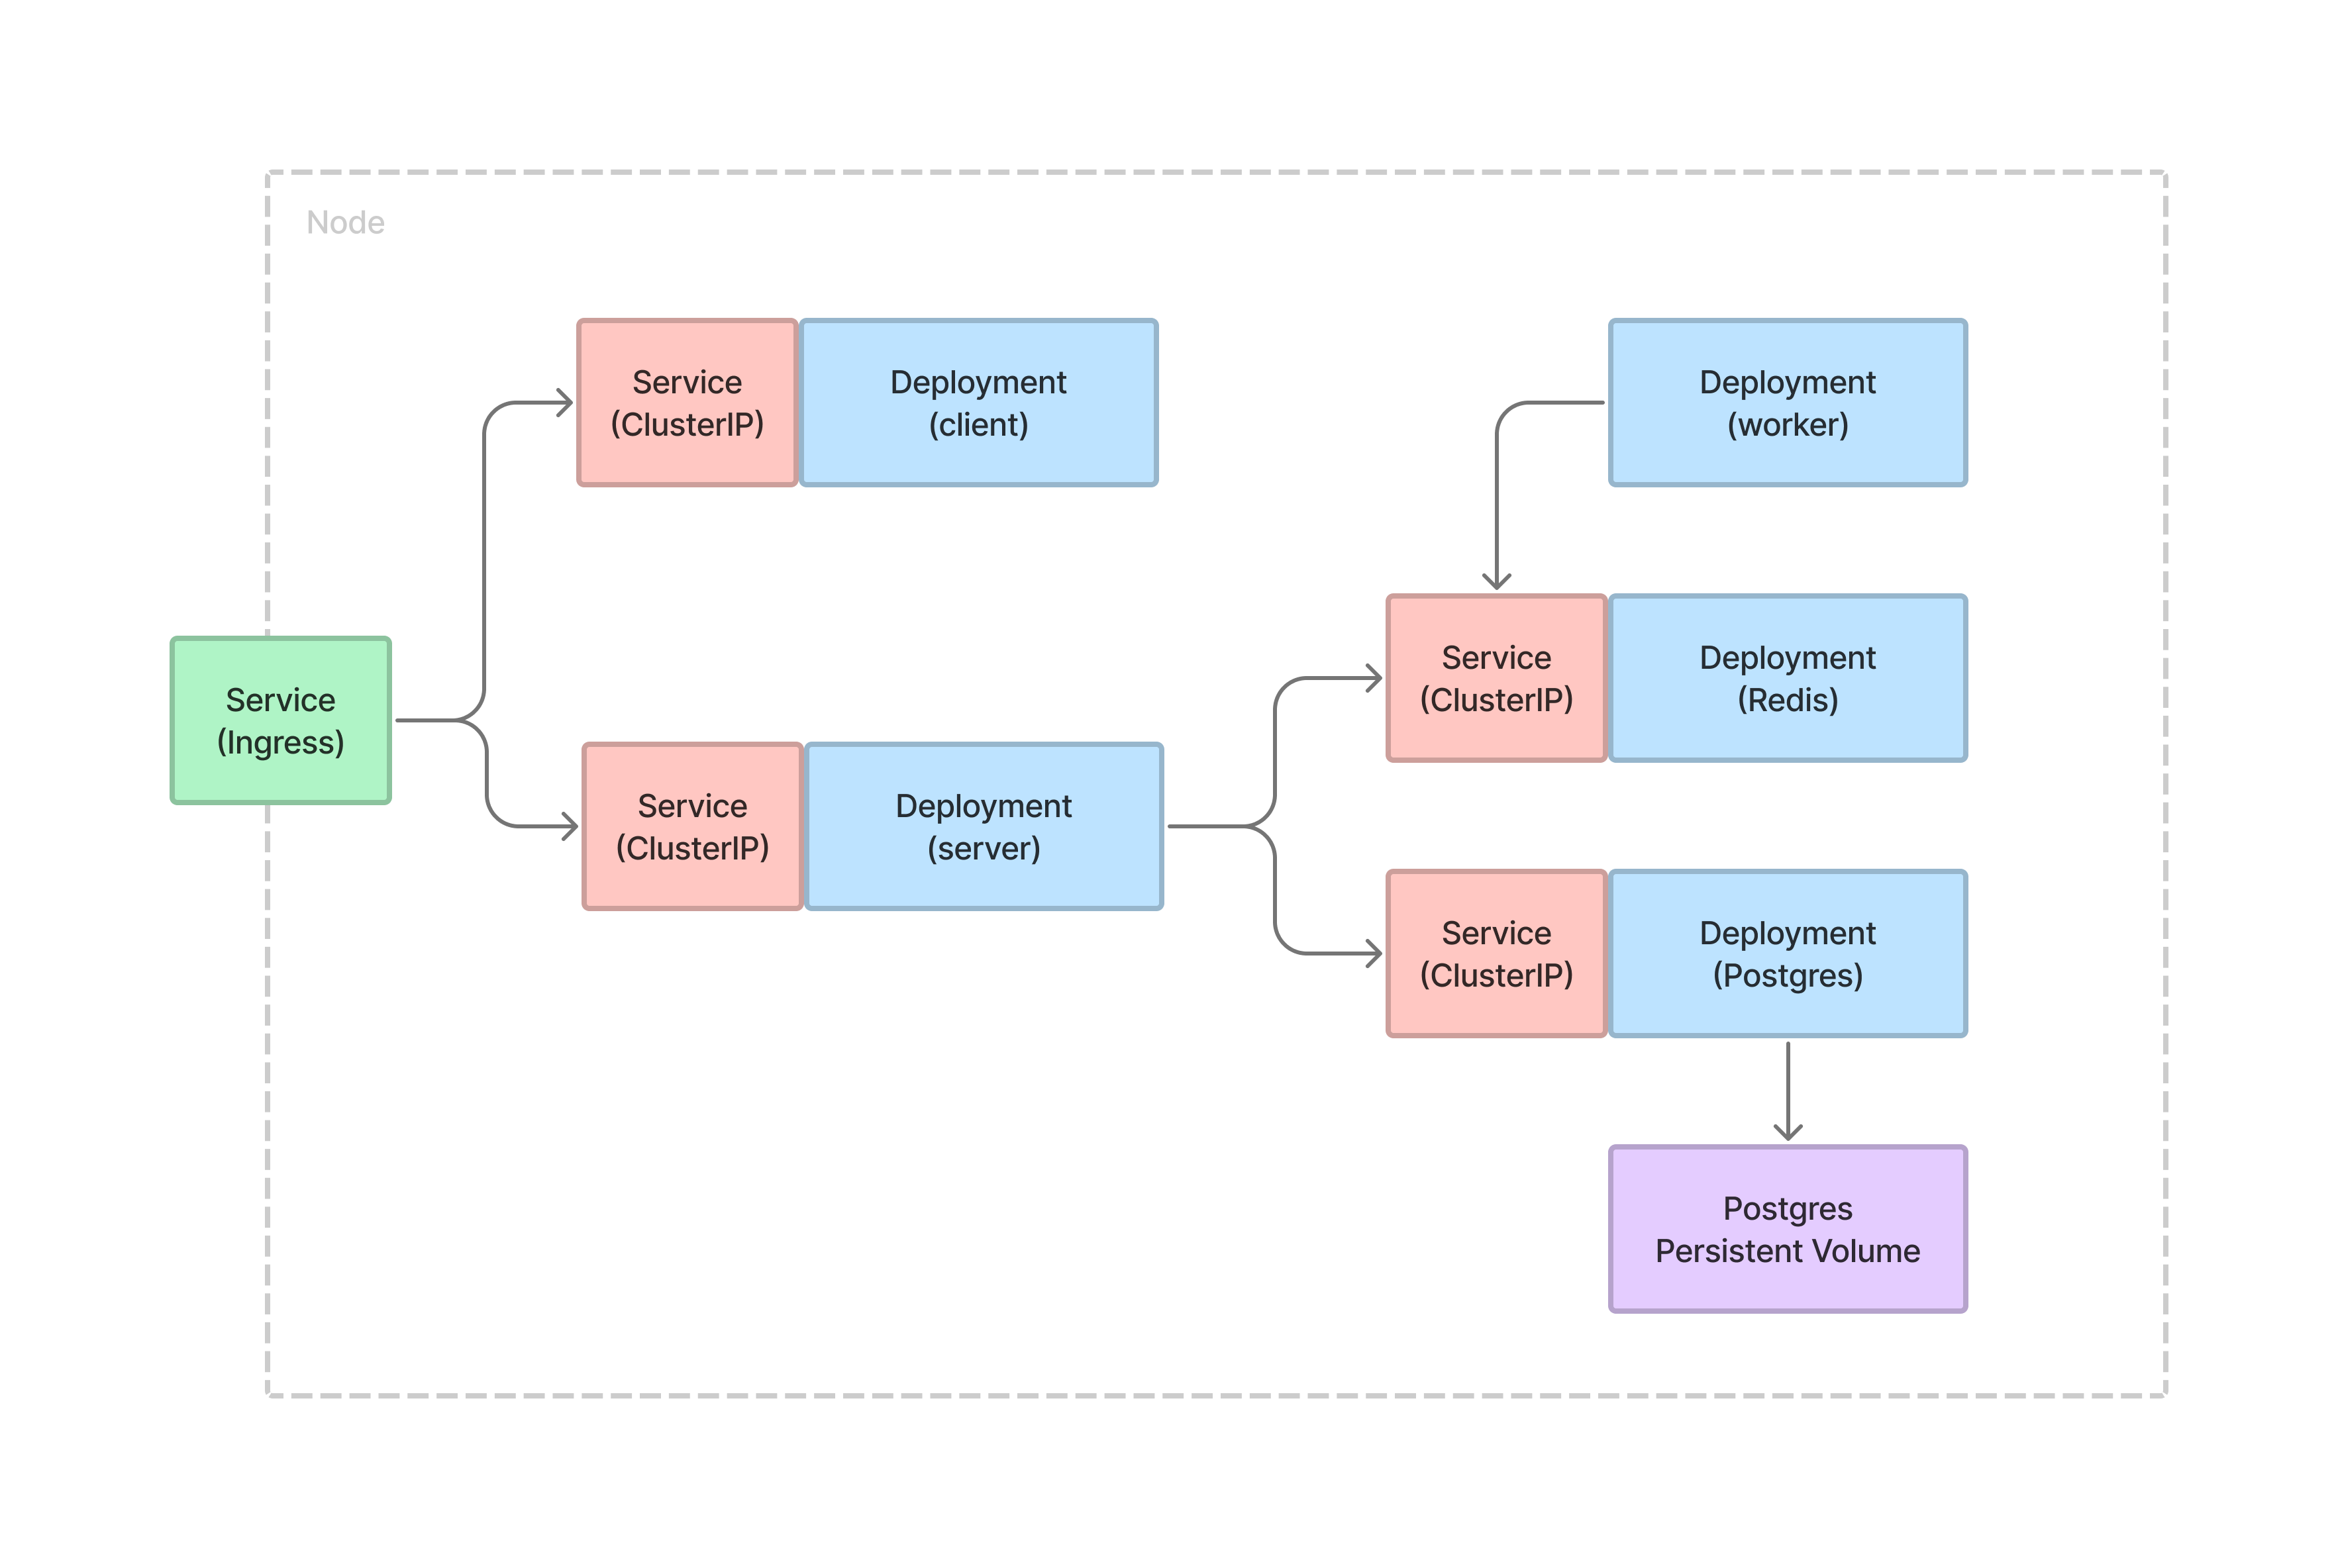 Node
Service
(ClusterIP)
Deployment
(client)
Deployment
(worker)
Service
(Ingress)
Service
(ClusterIP)
Deployment
(Redis)
Service
(ClusterIP)
Deployment
(server)
Service
(ClusterIP)
Deployment
(Postgres)
Postgres
Persistent Volume